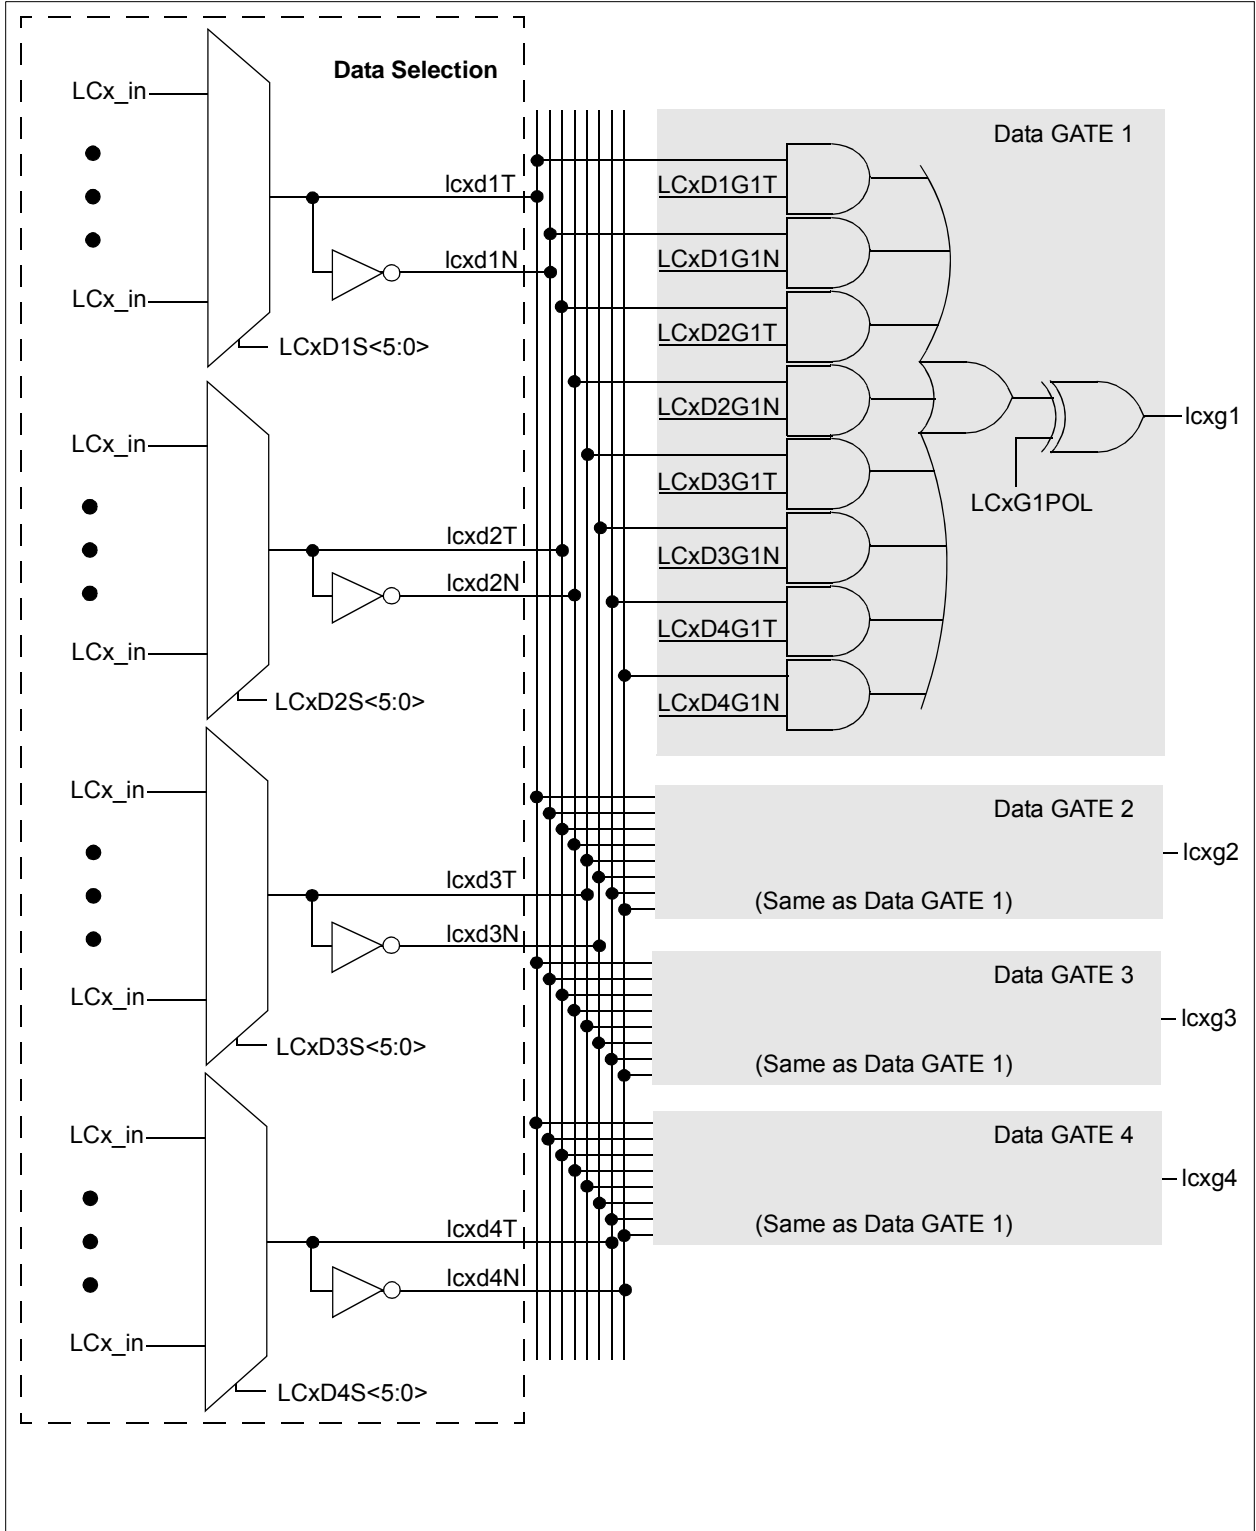 Data Selection
LCx_in
LCx_in
lcxd1T
lcxd1N
LCxD1S<5:0>
LCx_in
LCx_in
lcxd2T
lcxd2N
LCxD2S<5:0>
LCx_in
LCx_in
lcxd3T
lcxd3N
LCxD3S<5:0>
LCx_in
LCx_in
lcxd4T
lcxd4N
LCxD4S<5:0>
Data GATE 1
LCxD1G1T
LCxD1G1N
LCxD2G1T
LCxD2G1N
LCxD3G1T
LCxD3G1N
LCxD4G1T
LCxD4G1N
LCxG1POL
lcxg1
Data GATE 2
(Same as Data GATE 1)
lcxg2
Data GATE 3
(Same as Data GATE 1)
lcxg3
Data GATE 4
(Same as Data GATE 1)
lcxg4